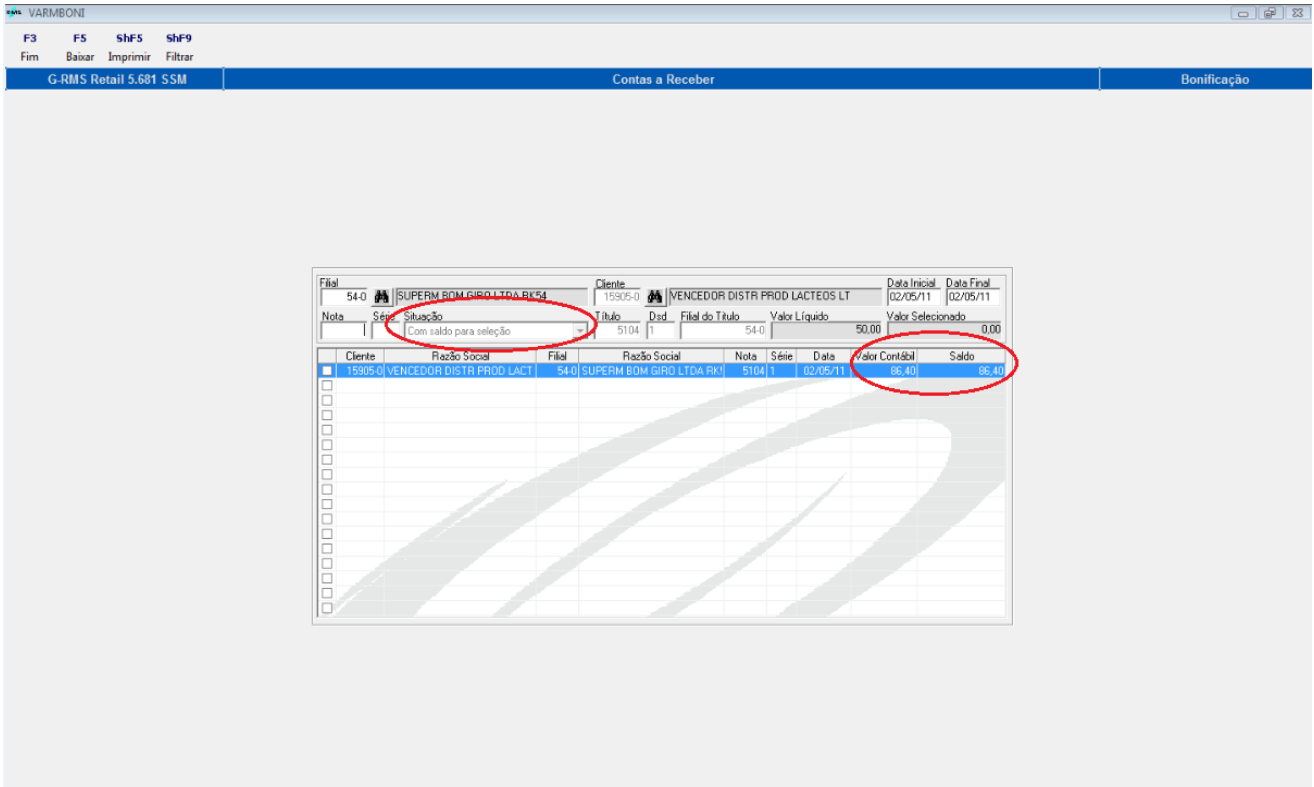 VARMBONI
F3 F5 ShF5 ShF9
Fim Baixar Imprimir Filtrar
G-RMS Retail 5.681 SSM Contas a Receber Bonificação
Filial Cliente Data Inicial Data Final
54-0 SUPERM BOM GIRO LTDA RK54 15905-0 VENCEDOR DISTR PROD LACTEOS LT 02/05/11 02/05/11
Nota Série Situação Título Dsd Filial do Título Valor Líquido Valor Selecionado
Com saldo para seleção 5104 1 54-0 50,00 0,00
Cliente Razão Social Filial Razão Social Nota Série Data Valor Contábil Saldo
15905-0 VENCEDOR DISTR PROD LACT 54-0 SUPERM BOM GIRO LTDA RK! 5104 1 02/05/11 86,40 86,40